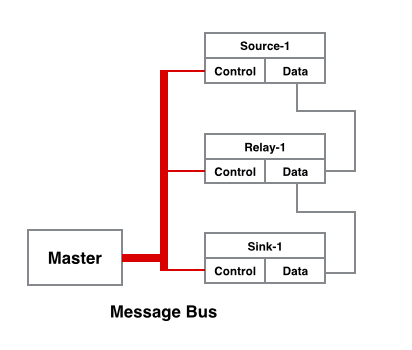 Source-1
Control Data
Relay-1
Control Data
Sink-1
Control Data
Master
Message Bus